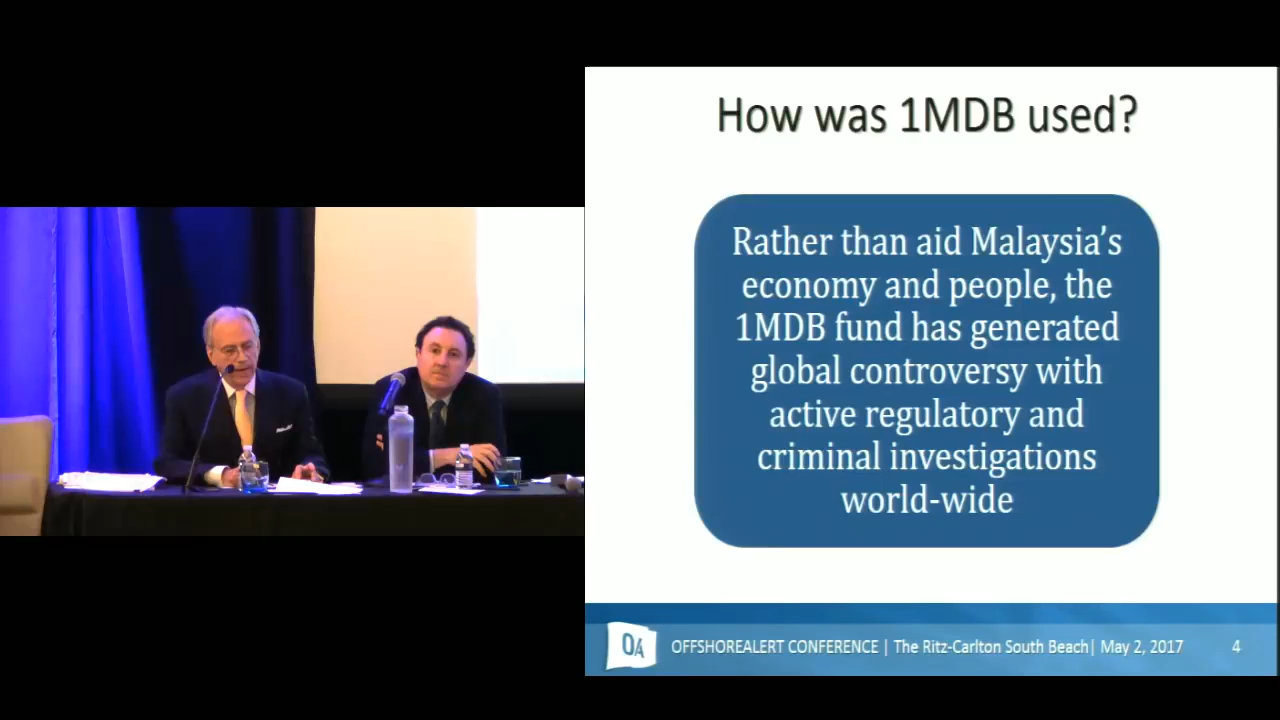 How was 1MDB used?
Rather than aid Malaysia's
economy and people, the
1MDB fund has generated
global controversy with
active regulatory and
criminal investigations
world-wide
OA
OFFSHOREALERT CONFERENCE | The Ritz-Carlton South Beach| May 2, 2017
4